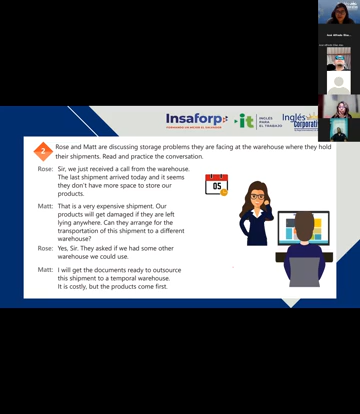 Insaforp
it
INGLÉS
PARA
EL TRABAJO
Inglés
Corporati
2
Rose and Matt are discussing storage problems they are facing at the warehouse where they hold
their shipments. Read and practice the conversation.
Rose: Sir, we just received a call from the warehouse.
The last shipment arrived today and it seems
they don't have more space to store our
products.
05
Matt: That is a very expensive shipment. Our
products will get damaged if they are left
lying anywhere. Can they arrange for the
transportation of this shipment to a different
warehouse?
Rose: Yes, Sir. They asked if we had some other
warehouse we could use.
Matt: I will get the documents ready to outsource
this shipment to a temporal warehouse.
It is costly, but the products come first.